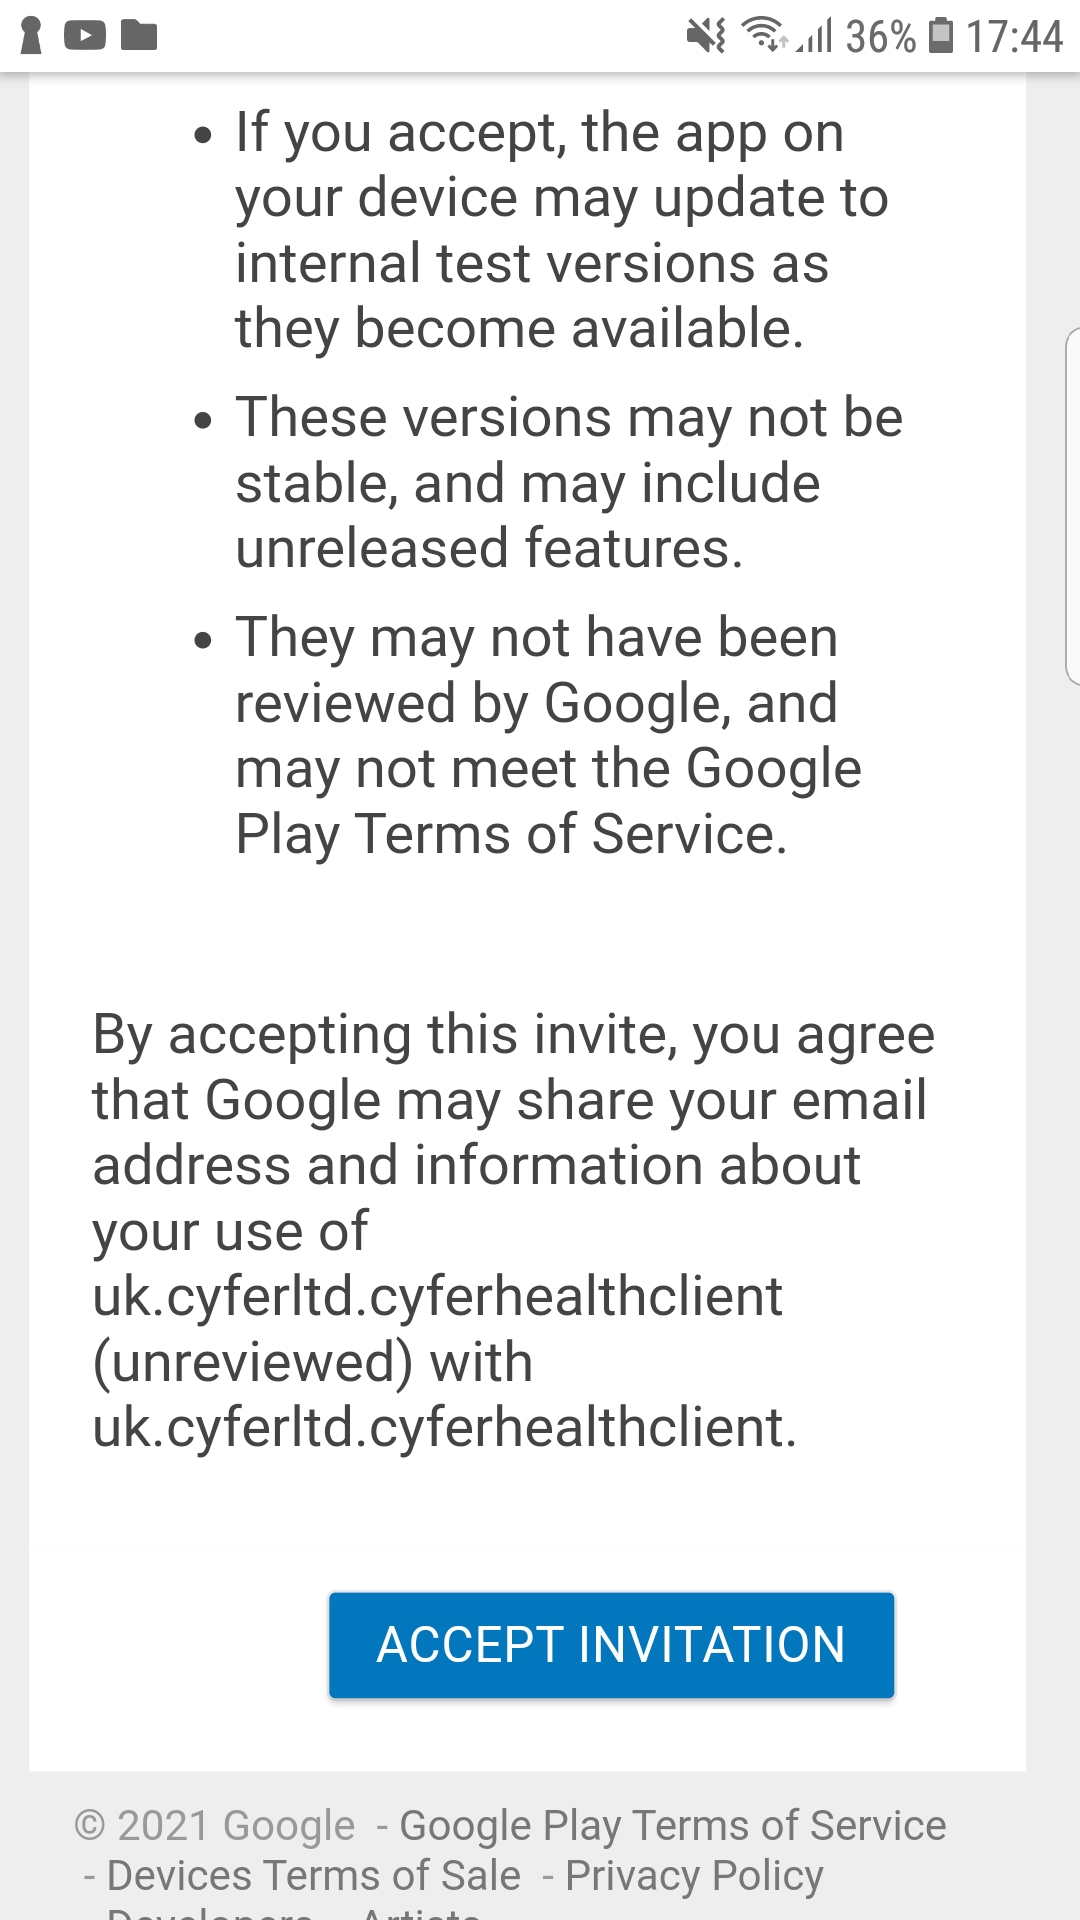 36% 17:44
• If you accept, the app on
your device may update to
internal test versions as
they become available.
• These versions may not be
stable, and may include
unreleased features.
• They may not have been
reviewed by Google, and
may not meet the Google
Play Terms of Service.
By accepting this invite, you agree
that Google may share your email
address and information about
your use of
uk.cyferltd.cyferhealthclient
(unreviewed) with
uk.cyferltd.cyferhealthclient.
ACCEPT INVITATION
© 2021 Google - Google Play Terms of Service
- Devices Terms of Sale - Privacy Policy
Developers Artists